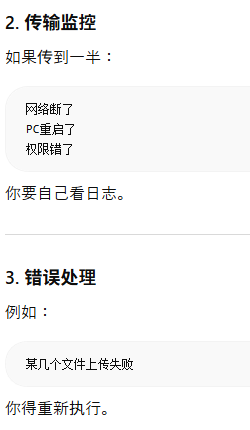 2. 传输监控
如果传到一半：
网络断了
PC重启了
权限错了
你要自己看日志。
3. 错误处理
例如：
某几个文件上传失败
你得重新执行。